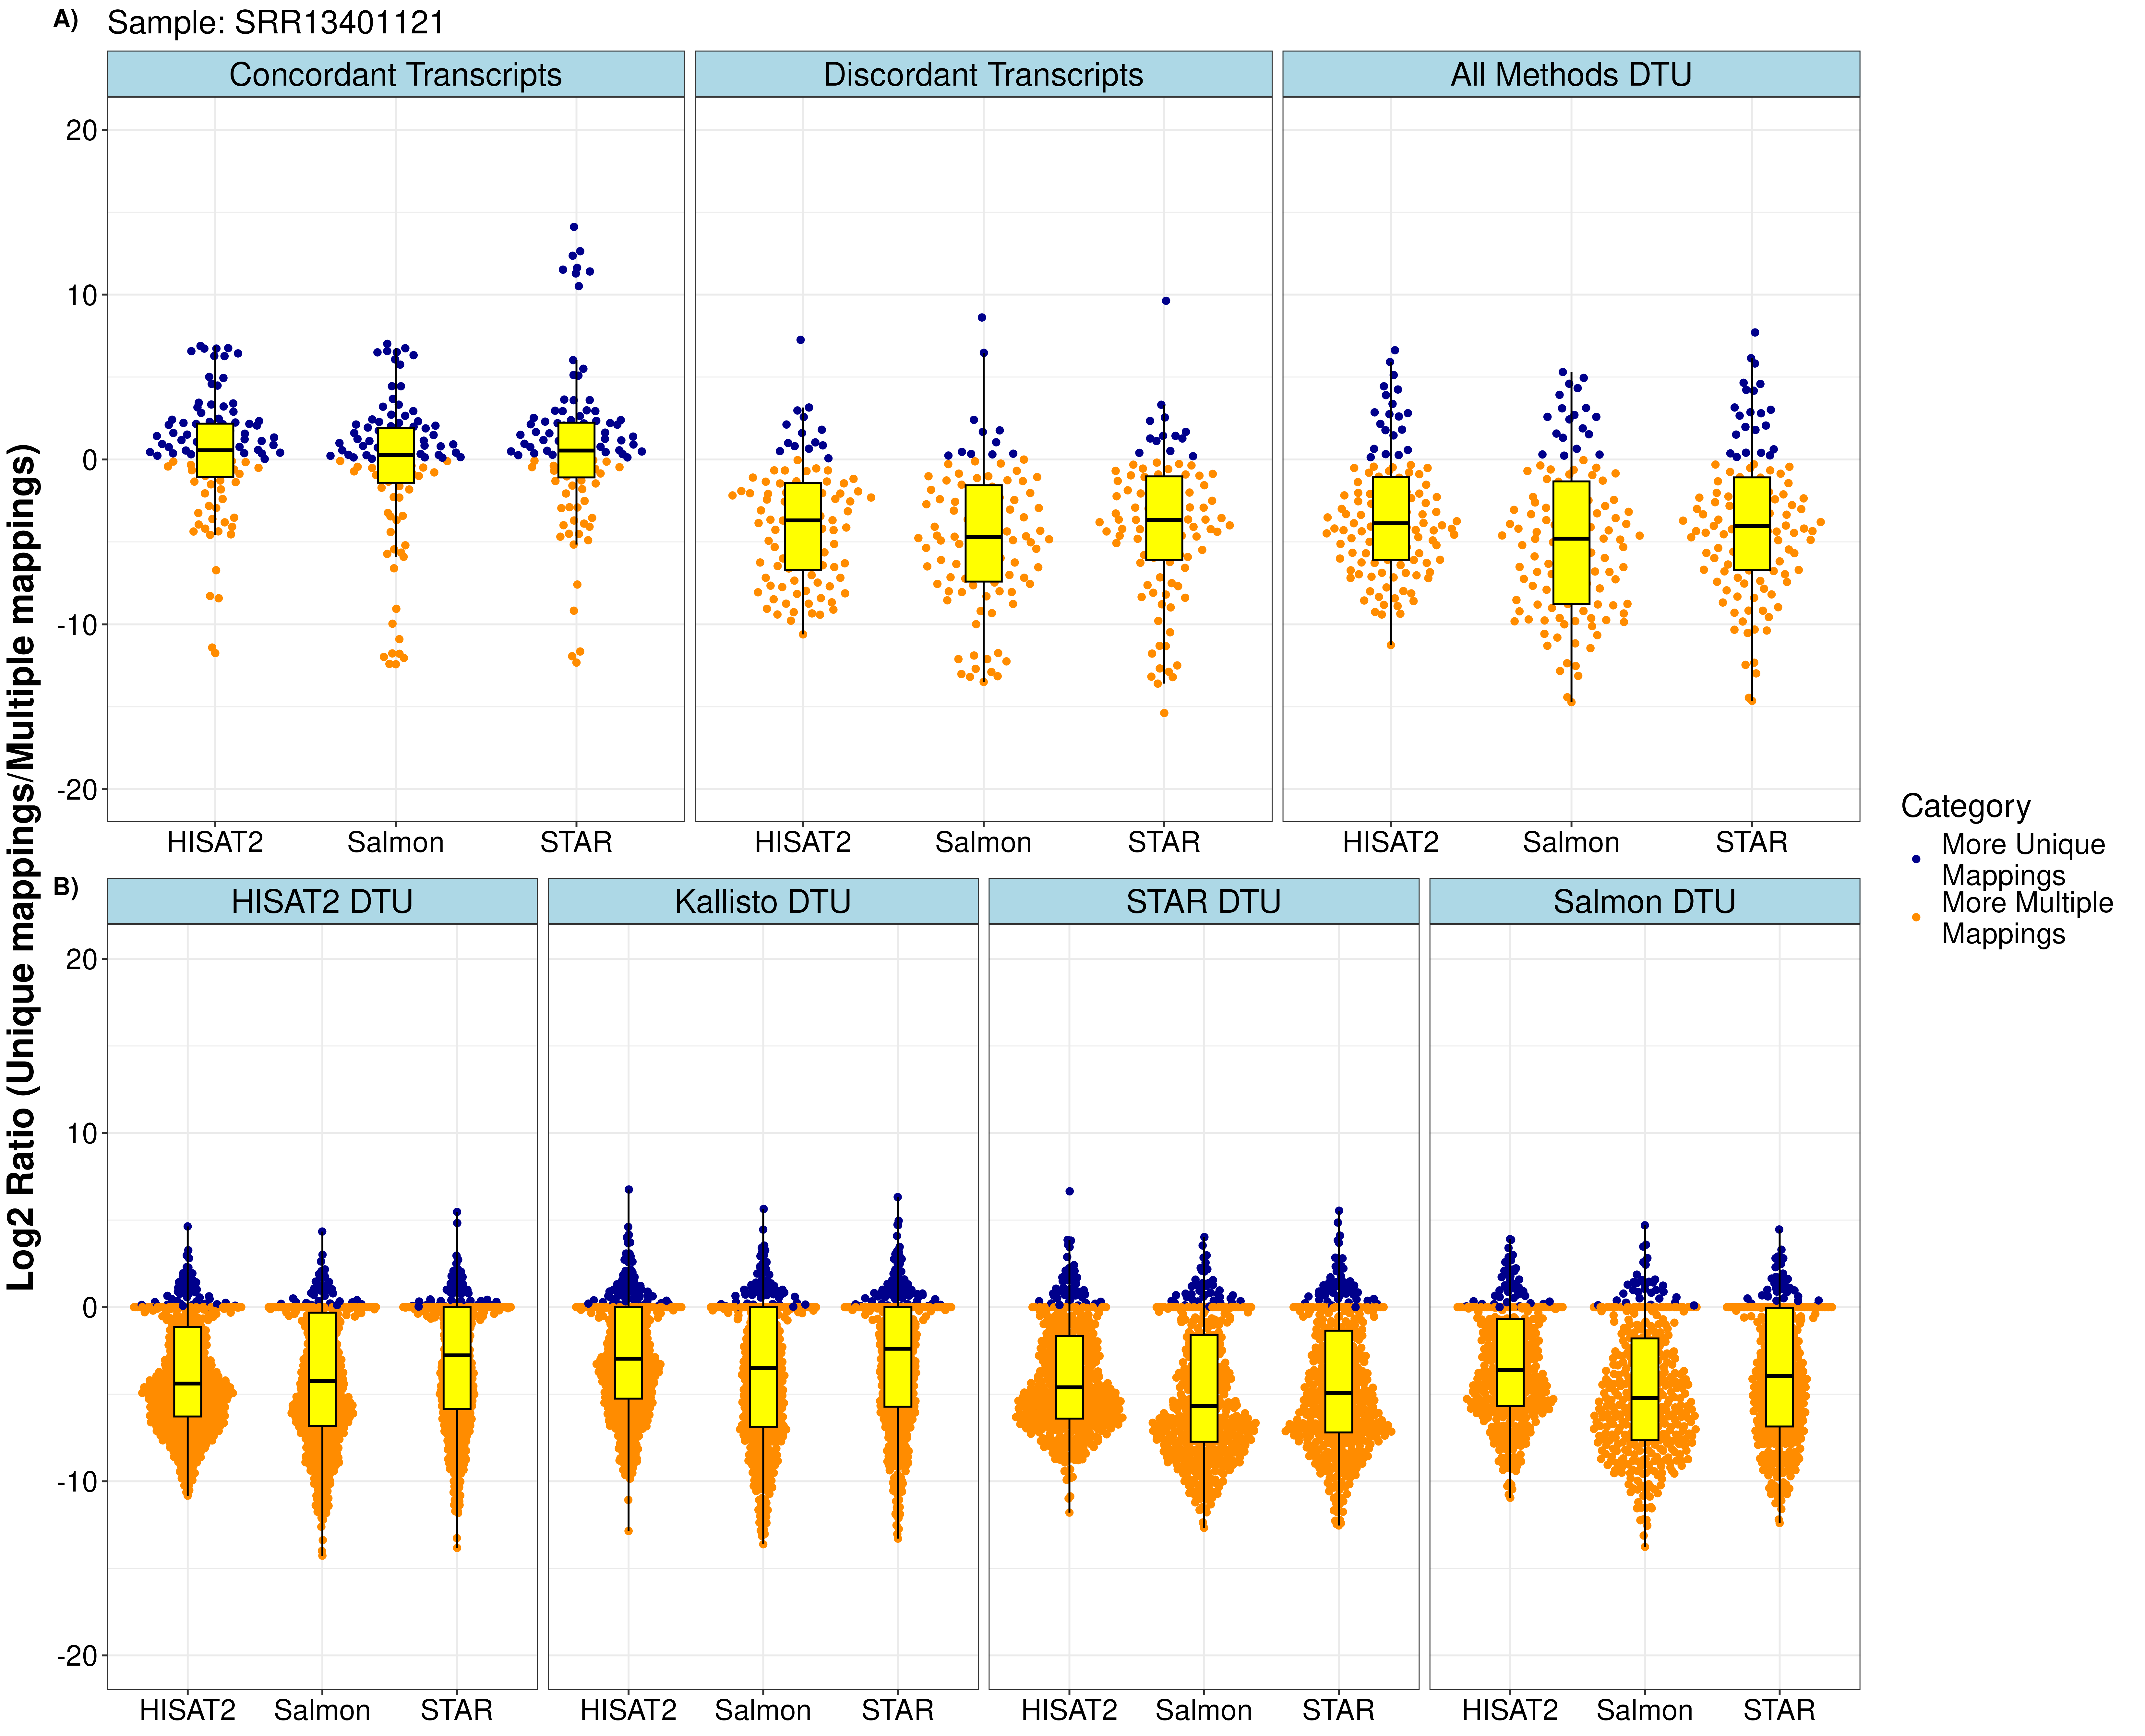 A) Sample: SRR13401121
Concordant Transcripts Discordant Transcripts All Methods DTU
20
10
0
-10
-20
HISAT2 Salmon STAR HISAT2 Salmon STAR HISAT2 Salmon STAR
Log2 Ratio (Unique mappings/Multiple mappings)
B)
HISAT2 DTU Kallisto DTU STAR DTU Salmon DTU
20
10
0
-10
-20
HISAT2 Salmon STAR HISAT2 Salmon STAR HISAT2 Salmon STAR HISAT2 Salmon STAR
Category
More Unique
Mappings
More Multiple
Mappings